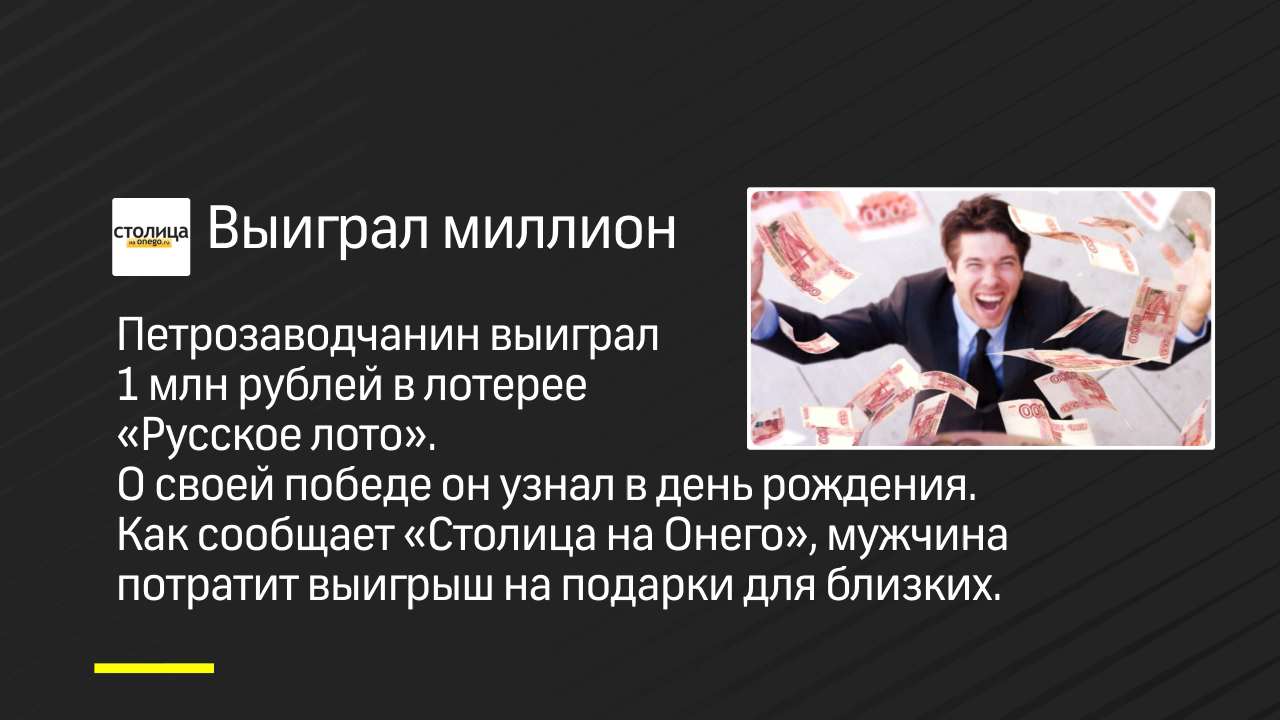 столица
на onego.ru
Выиграл миллион
Петрозаводчанин выиграл
1 млн рублей в лотерее
«Русское лото».
О своей победе он узнал в день рождения.
Как сообщает «Столица на Онего», мужчина
потратит выигрыш на подарки для близких.